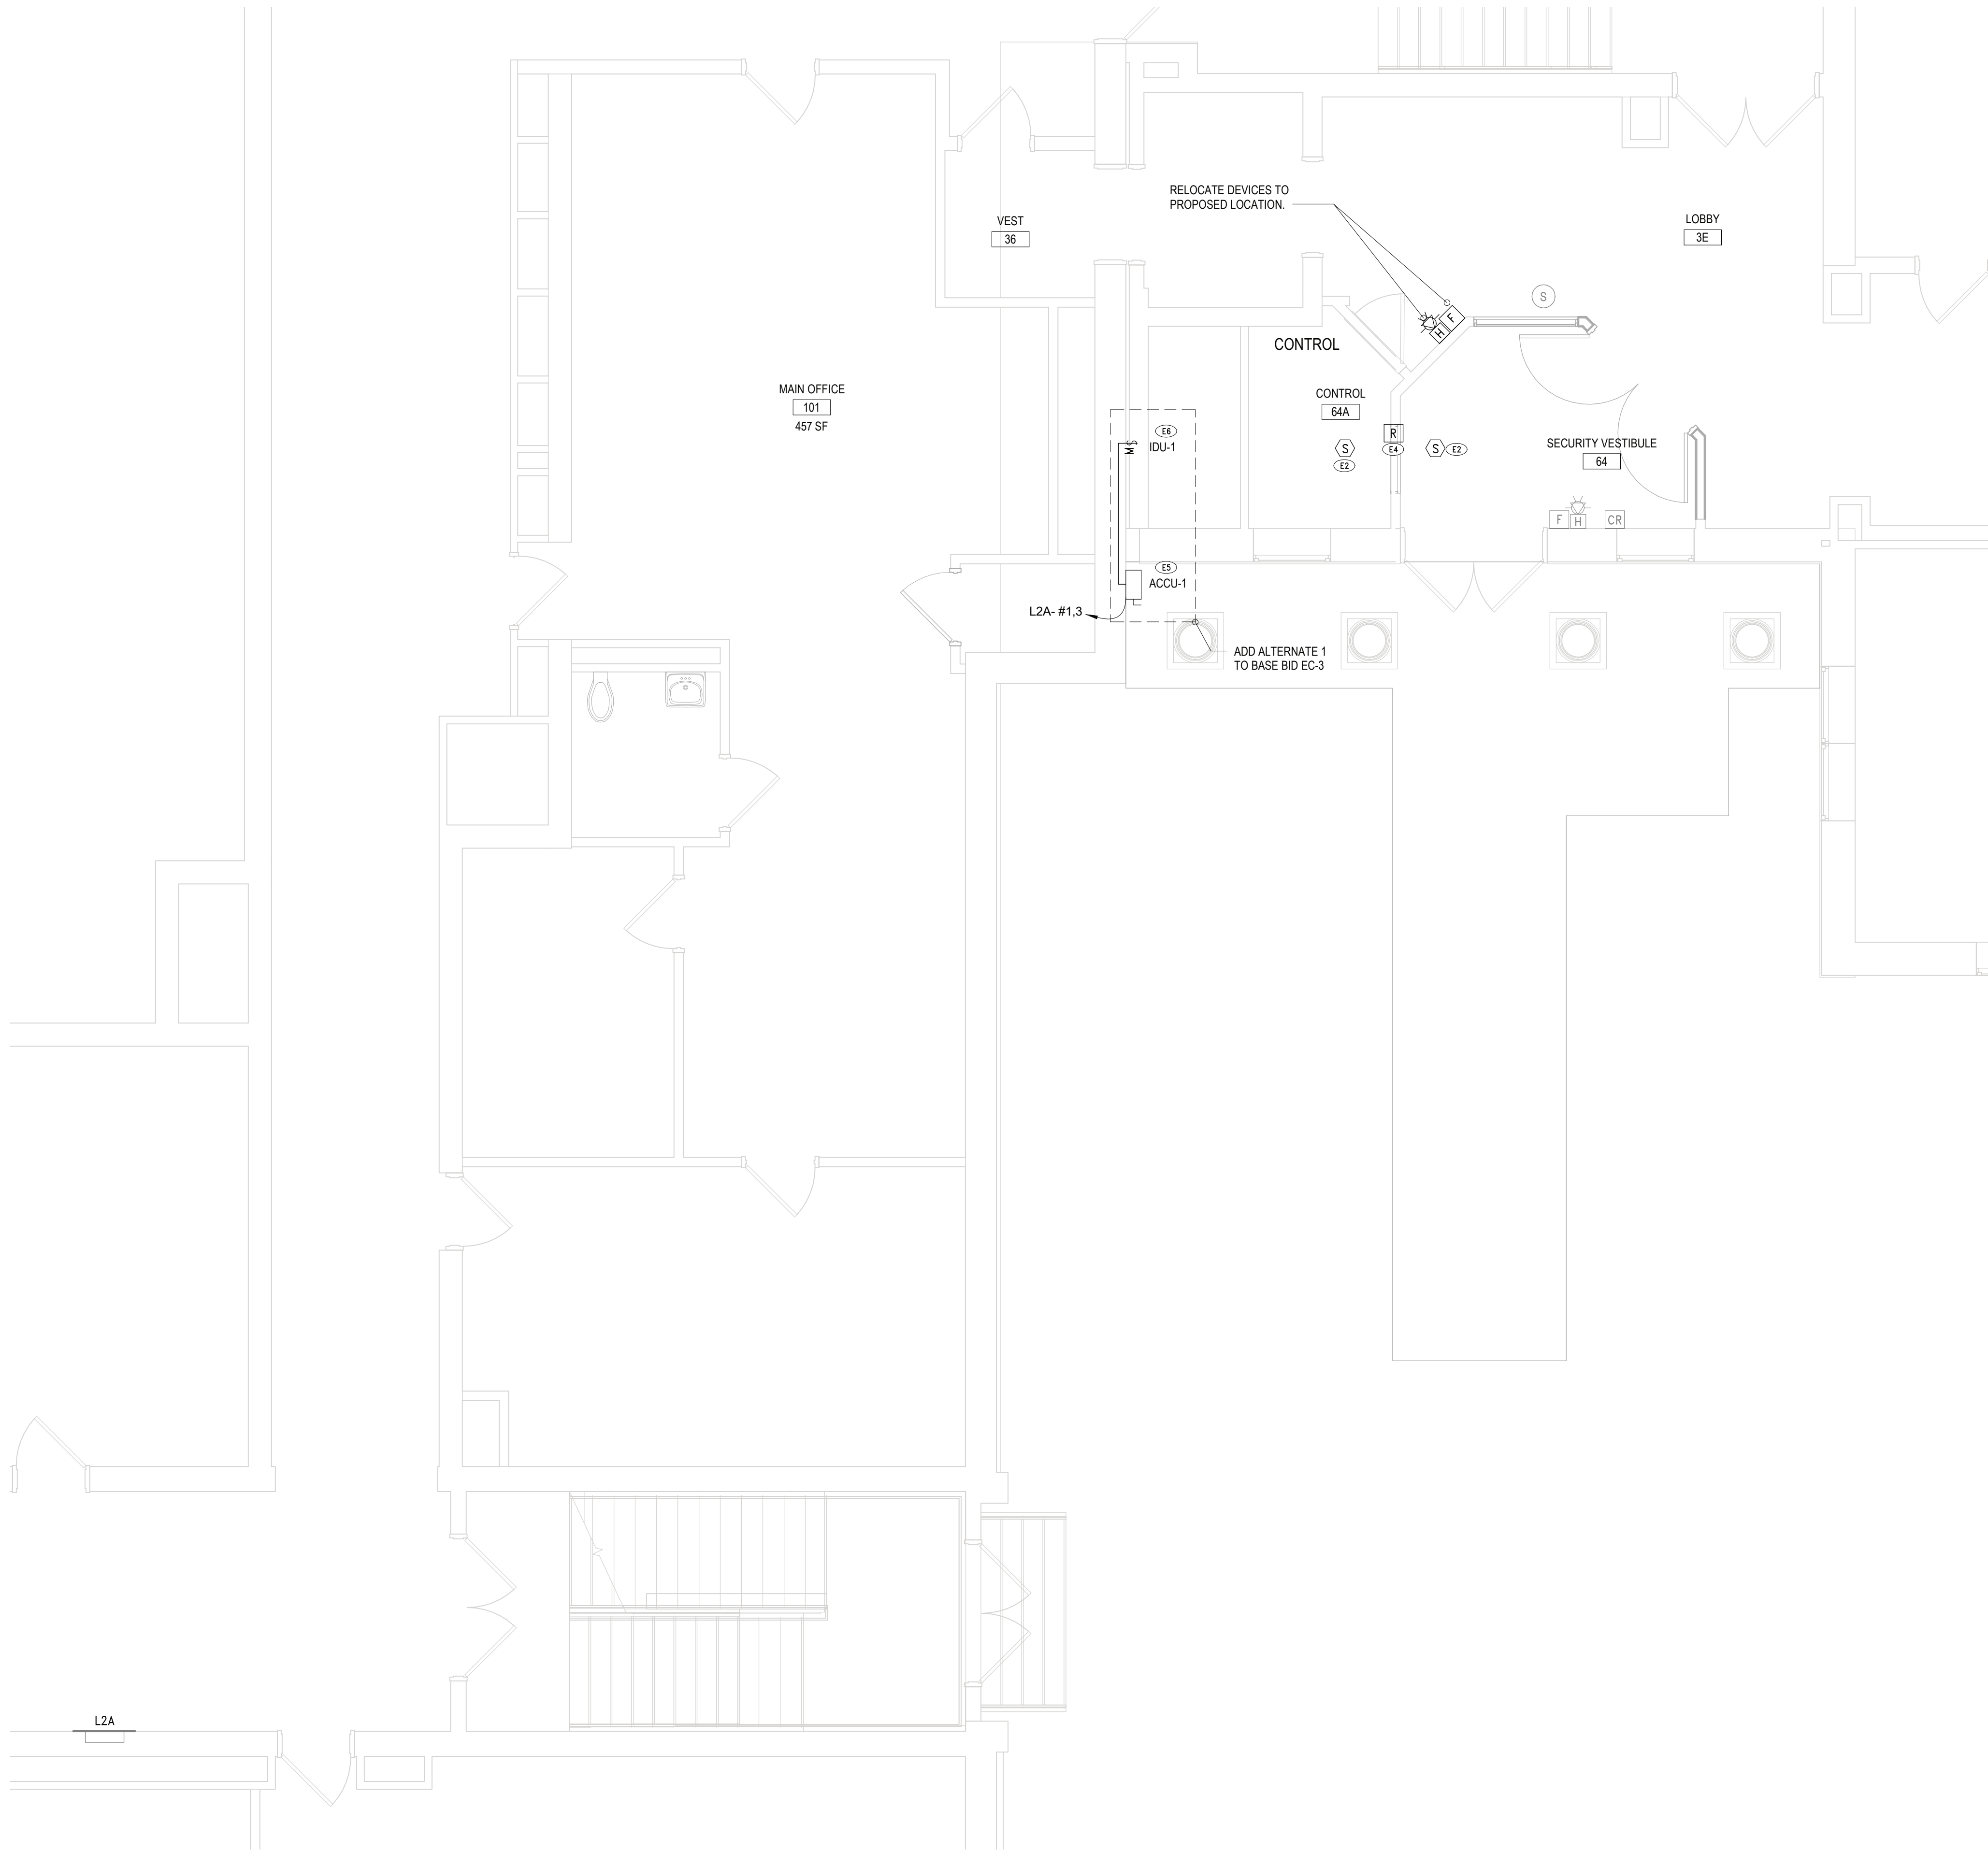 RELOCATE DEVICES TO
PROPOSED LOCATION.
VEST
36
LOBBY
3E
S
F
H
CONTROL
MAIN OFFICE
101
457 SF
CONTROL
64A
E6
IDU-1
MS
R
E4
S
E2
S
E2
SECURITY VESTIBULE
64
F
H
CR
E5
ACCU-1
L2A- #1,3
ADD ALTERNATE 1
TO BASE BID EC-3
L2A